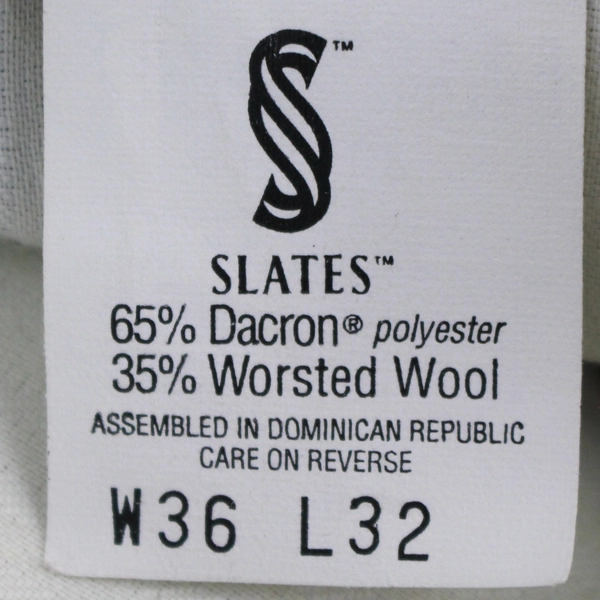 ™
SLATES™
65% Dacron® polyester
35% Worsted Wool
ASSEMBLED IN DOMINICAN REPUBLIC
CARE ON REVERSE
W36 L32